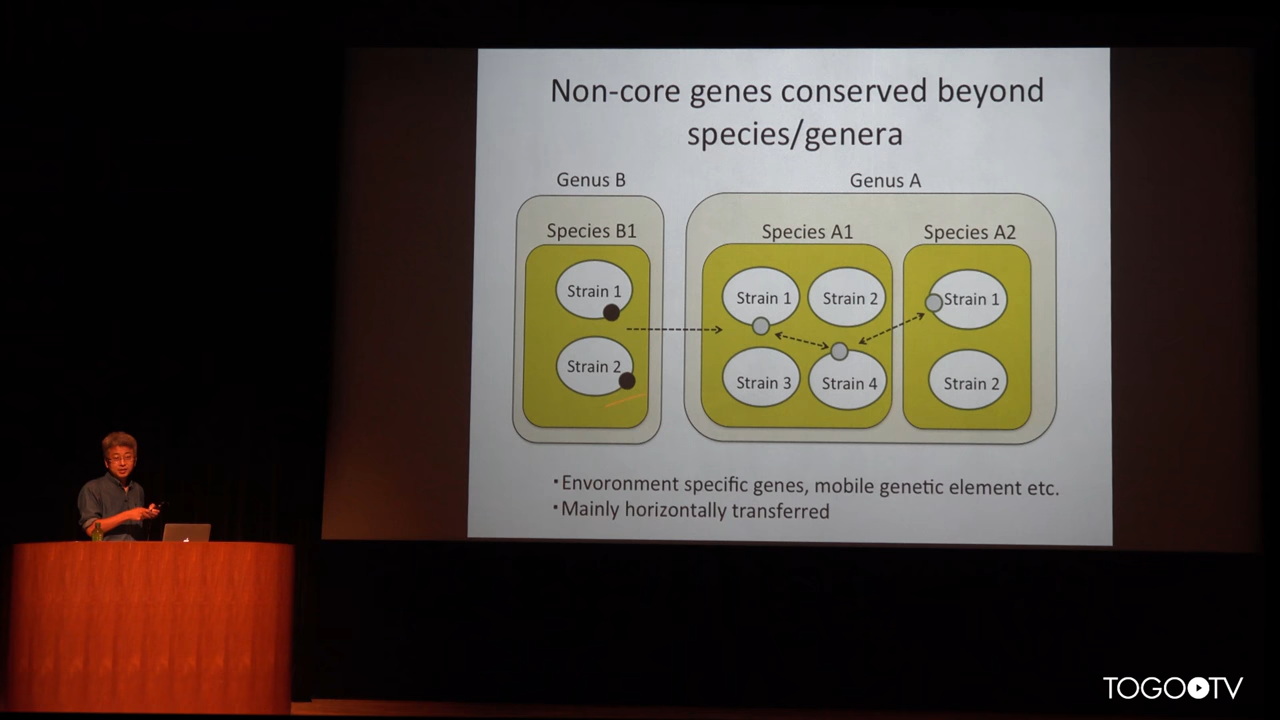 Non-core genes conserved beyond
species/genera
Genus B
Genus A
Species B1
Species A1
Species A2
Strain 1
Strain 2
Strain 1
Strain 2
Strain 3
Strain 4
Strain 1
Strain 2
・Envoronment specific genes, mobile genetic element etc.
・Mainly horizontally transferred
TOGOTV